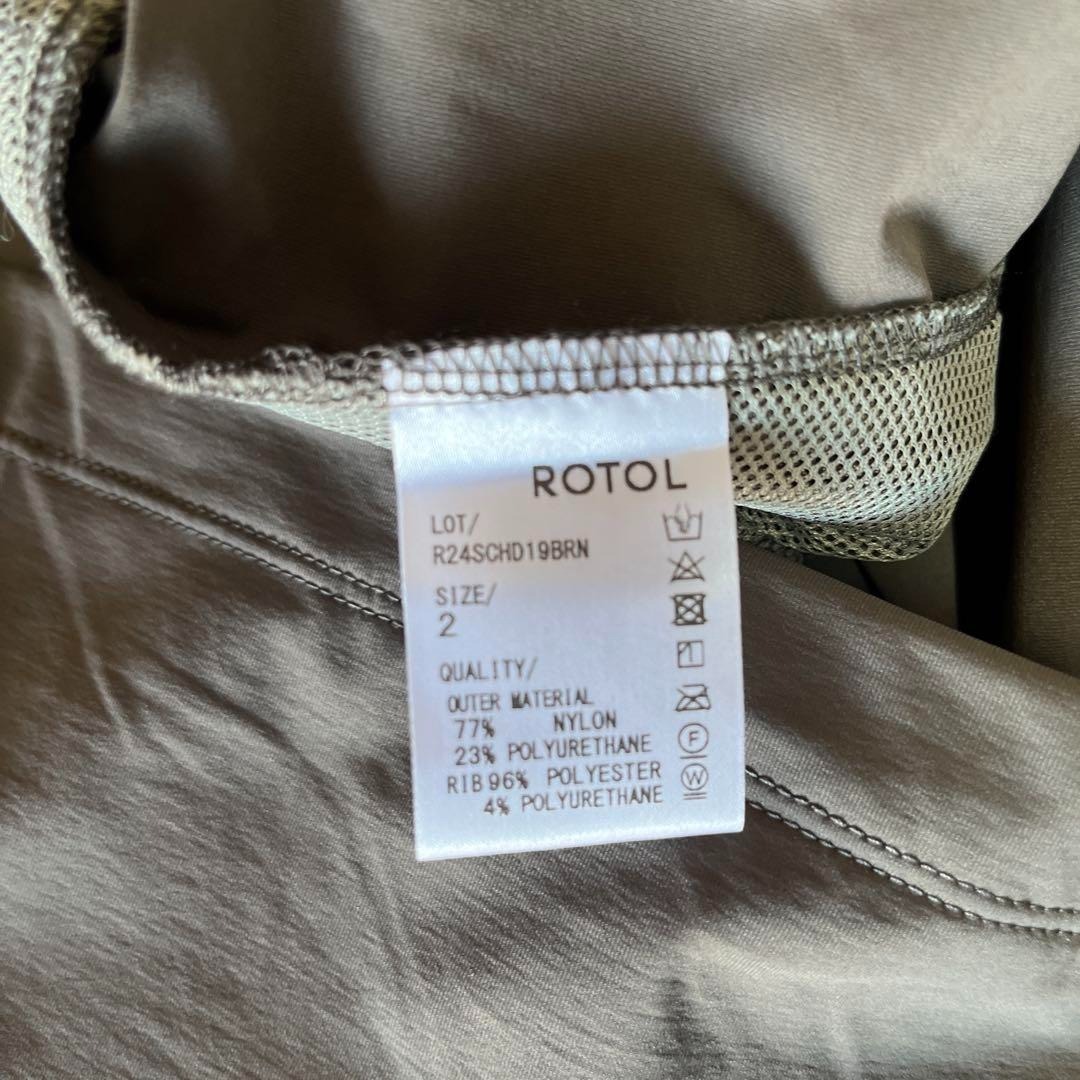 ROTOL
LOT/
R24SCHD19BRN
SIZE/
2
QUALITY/
OUTER MATERIAL
77% NYLON
23% POLYURETHANE
RIB 96% POLYESTER
4% POLYURETHANE
F
W